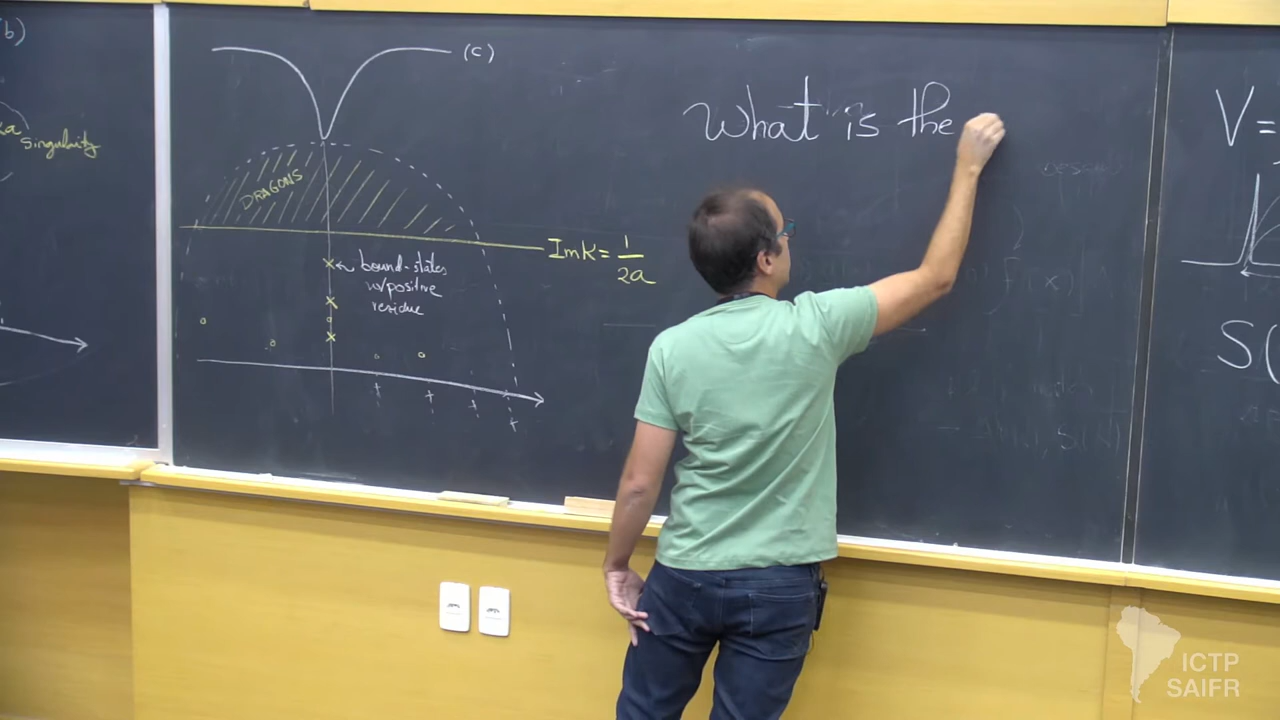 (b)
(c)
singularity
DRAGONS
Im k = 1/2a
bound-states
w/positive
residue
What is the
V =
f(x)
S(
ICTP
SAIFR